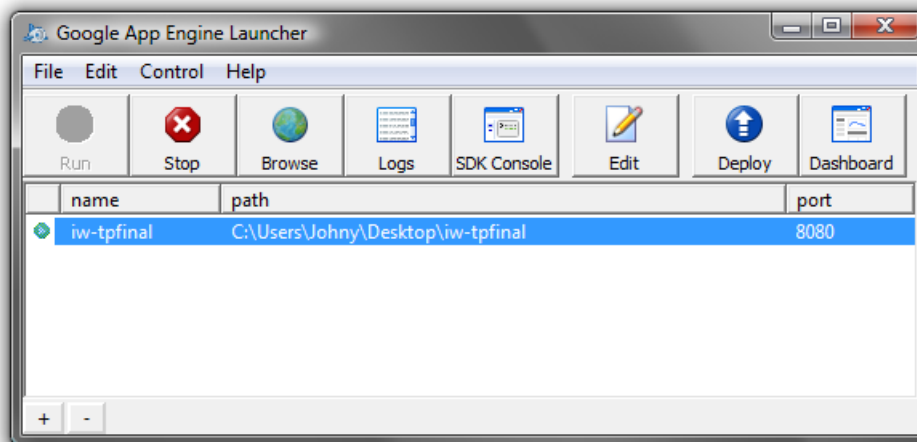 Google App Engine Launcher
File Edit Control Help
Run Stop Browse Logs SDK Console Edit Deploy Dashboard
name path port
iw-tpfinal C:\Users\Johny\Desktop\iw-tpfinal 8080
+ -